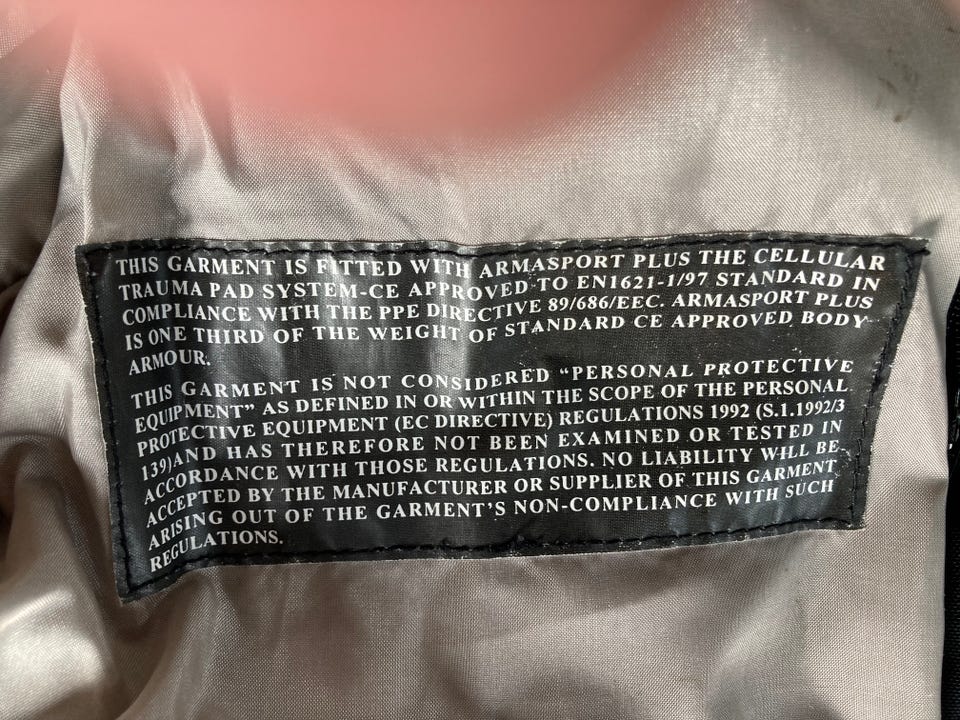 THIS GARMENT IS FITTED WITH ARMASPORT PLUS THE CELLULAR
TRAUMA PAD SYSTEM-CE APPROVED TO EN1621-1/97 STANDARD IN
COMPLIANCE WITH THE PPE DIRECTIVE 89/686/EEC. ARMASPORT PLUS
IS ONE THIRD OF THE WEIGHT OF STANDARD CE APPROVED BODY
ARMOUR.
THIS GARMENT IS NOT CONSIDERED “PERSONAL PROTECTIVE
EQUIPMENT” AS DEFINED IN OR WITHIN THE SCOPE OF THE PERSONAL
PROTECTIVE EQUIPMENT (EC DIRECTIVE) REGULATIONS 1992 (S.1.1992/3
139)AND HAS THEREFORE NOT BEEN EXAMINED OR TESTED IN
ACCORDANCE WITH THOSE REGULATIONS. NO LIABILITY WILL BE
ACCEPTED BY THE MANUFACTURER OR SUPPLIER OF THIS GARMENT
ARISING OUT OF THE GARMENT’S NON-COMPLIANCE WITH SUCH
REGULATIONS.